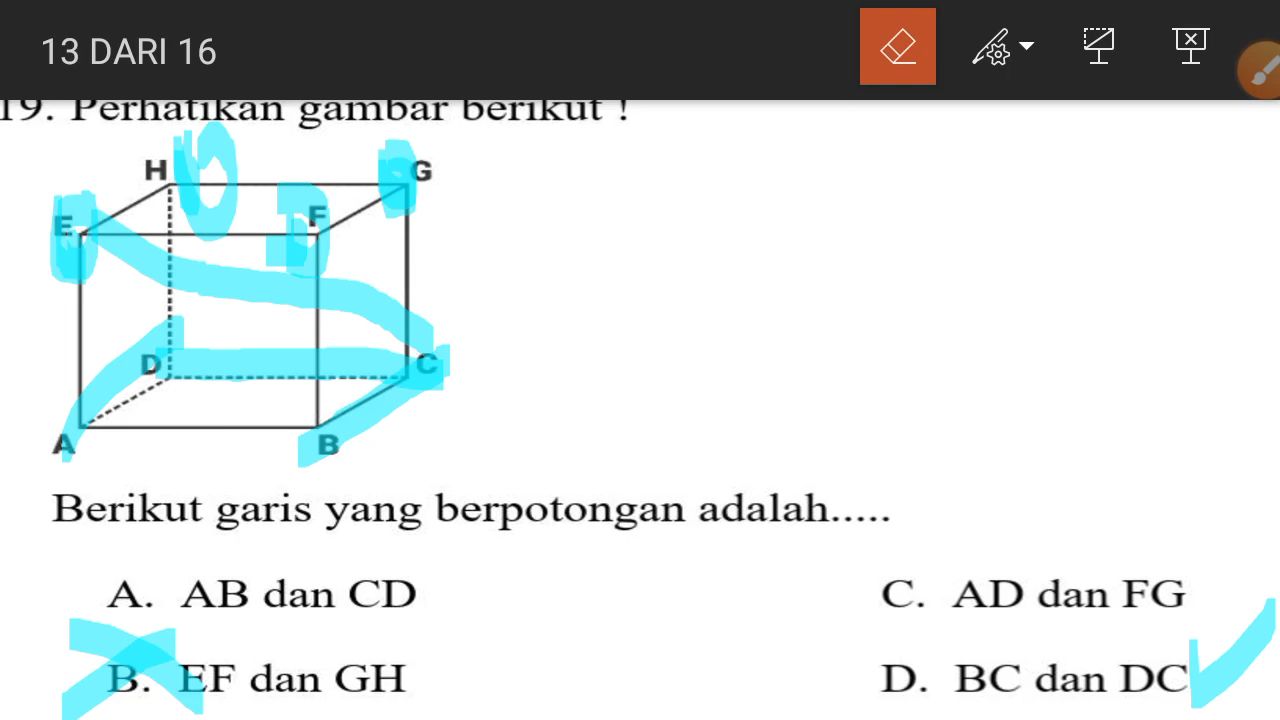 13 DARI 16
19. Perhatikan gambar berikut !
H G
E F
D C
A B
Berikut garis yang berpotongan adalah.....
A. AB dan CD C. AD dan FG
B. EF dan GH D. BC dan DC